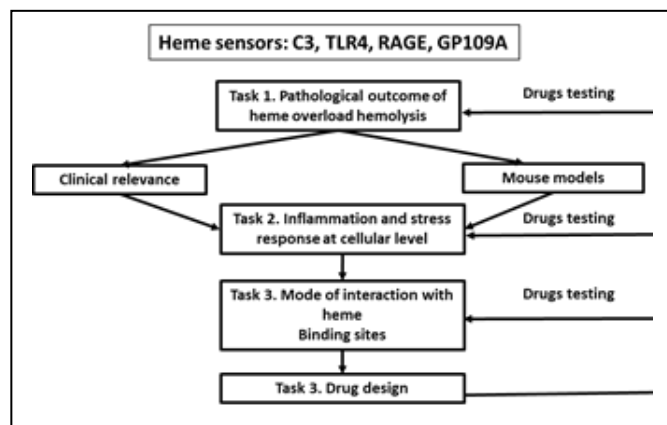 Heme sensors: C3, TLR4, RAGE, GP109A
Task 1. Pathological outcome of
heme overload hemolysis
Drugs testing
Clinical relevance
Mouse models
Task 2. Inflammation and stress
response at cellular level
Drugs testing
Task 3. Mode of interaction with
heme
Binding sites
Drugs testing
Task 3. Drug design